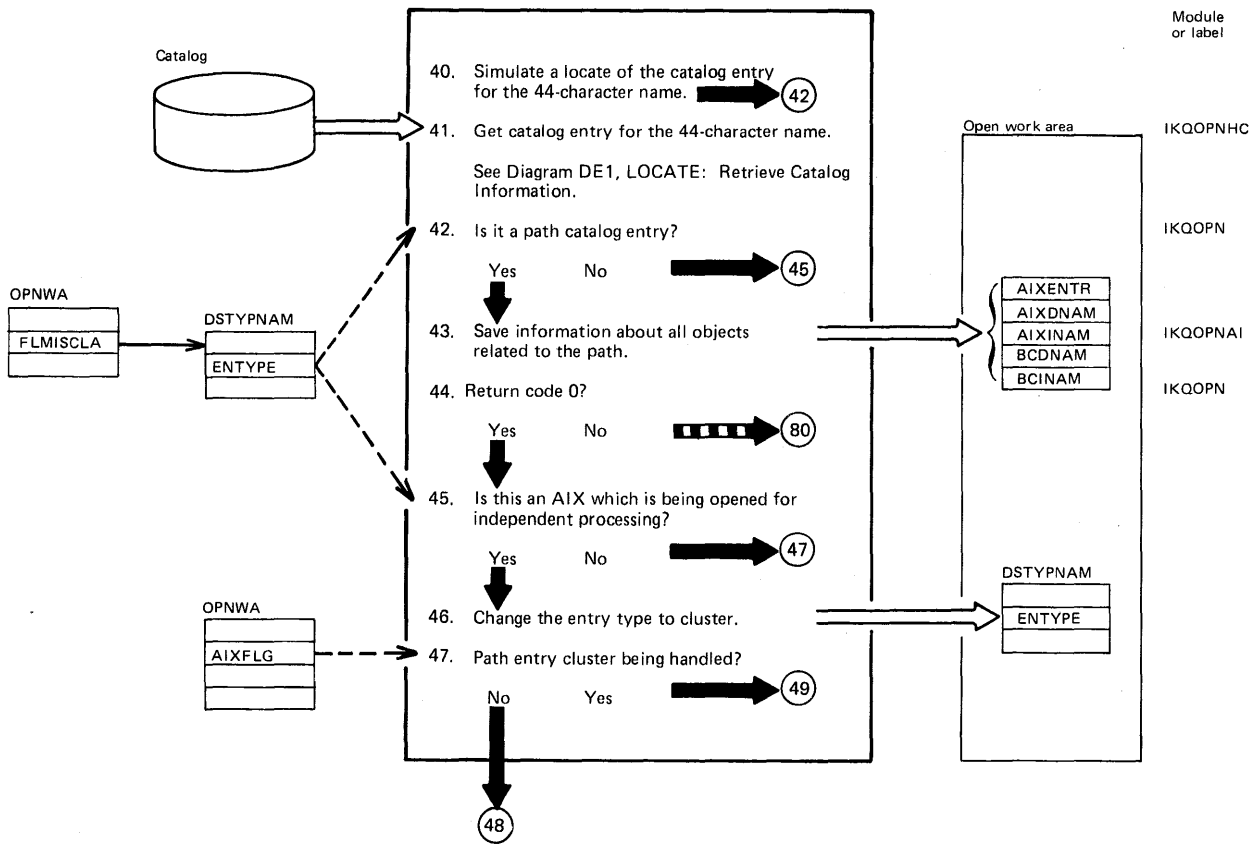 Module
or label
Catalog
40. Simulate a locate of the catalog entry
for the 44-character name.
42
41. Get catalog entry for the 44-character name.
Open work area
IKQOPNHC
See Diagram DE1, LOCATE: Retrieve Catalog
Information.
42. Is it a path catalog entry?
IKQOPN
Yes No
45
OPNWA
FLMISCLA
DSTYPNAM
ENTYPE
43. Save information about all objects
related to the path.
AIXENTR
AIXDNAM
AIXINAM
BCDNAM
BCINAM
IKQOPNAI
44. Return code 0?
IKQOPN
Yes No
80
45. Is this an AIX which is being opened for
independent processing?
Yes No
47
DSTYPNAM
ENTYPE
46. Change the entry type to cluster.
OPNWA
AIXFLG
47. Path entry cluster being handled?
No Yes
49
48